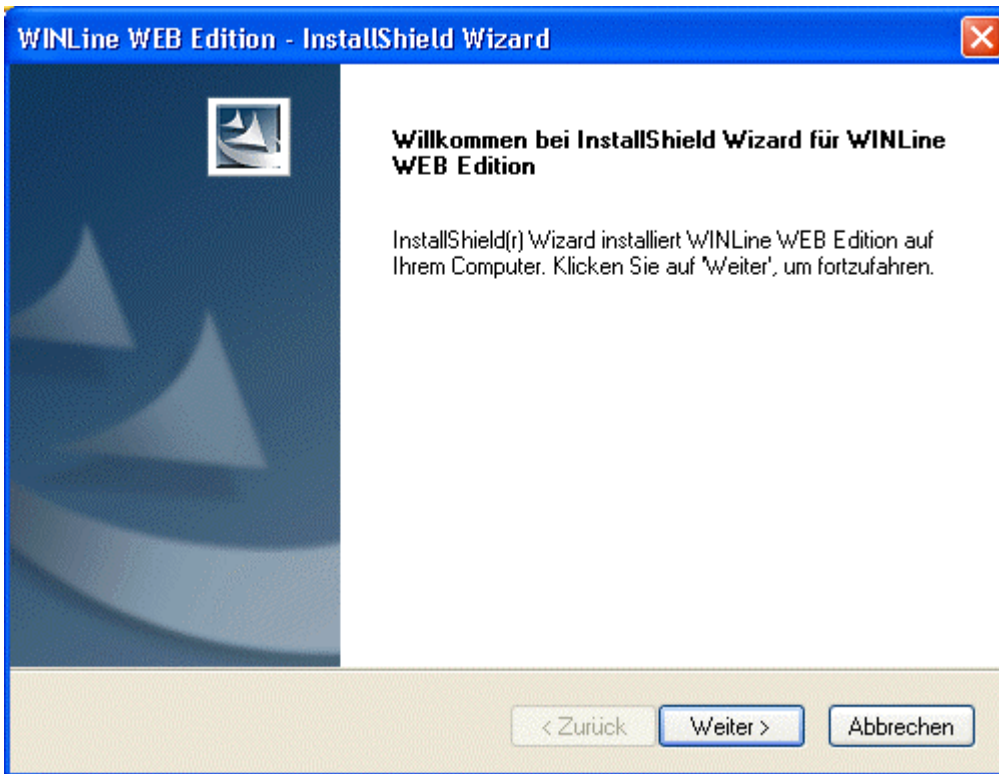 WINLine WEB Edition - InstallShield Wizard
Willkommen bei InstallShield Wizard für WINLine
WEB Edition
InstallShield(r) Wizard installiert WINLine WEB Edition auf
Ihrem Computer. Klicken Sie auf 'Weiter', um fortzufahren.
< Zurück
Weiter >
Abbrechen